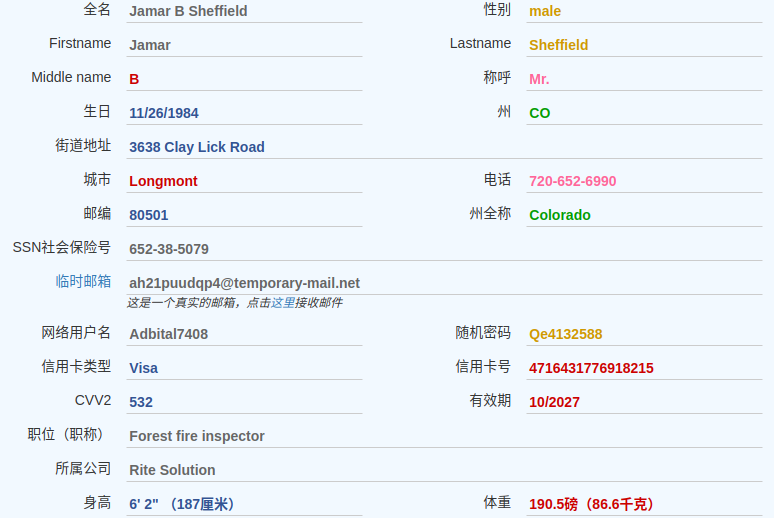 全名 Jamar B Sheffield 性别 male
Firstname Jamar Lastname Sheffield
Middle name B 称呼 Mr.
生日 11/26/1984 州 CO
街道地址 3638 Clay Lick Road
城市 Longmont 电话 720-652-6990
邮编 80501 州全称 Colorado
SSN社会保险号 652-38-5079
临时邮箱 ah21puudqp4@temporary-mail.net
这是一个真实的邮箱，点击这里接收邮件
网络用户名 Adbital7408 随机密码 Qe4132588
信用卡类型 Visa 信用卡号 4716431776918215
CVV2 532 有效期 10/2027
职位（职称） Forest fire inspector
所属公司 Rite Solution
身高 6' 2" （187厘米） 体重 190.5磅（86.6千克）